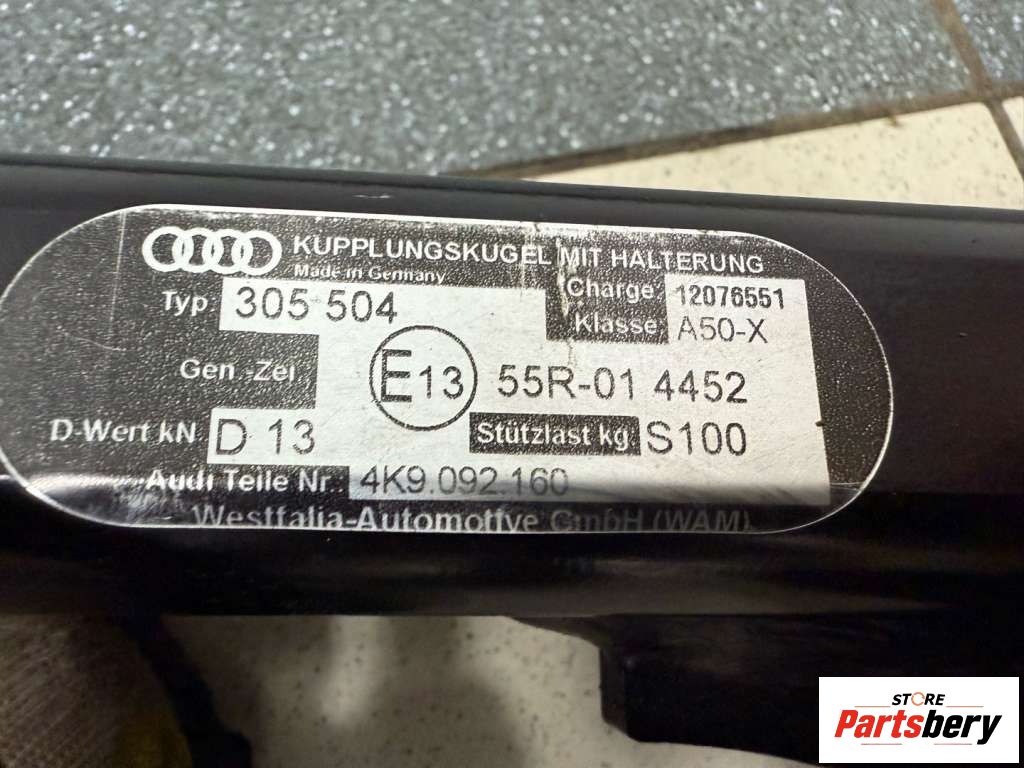 KUPPLUNGSKUGEL MIT HALTERUNG
Made in Germany
Typ 305 504
Charge 12076551
Klasse A50-X
Gen.-Zei E13 55R-01 4452
D-Wert kN D 13 Stützlast kg S100
Audi Teile Nr. 4K9.092.160
Westfalia-Automotive GmbH (WAM)
STORE
Partsbery